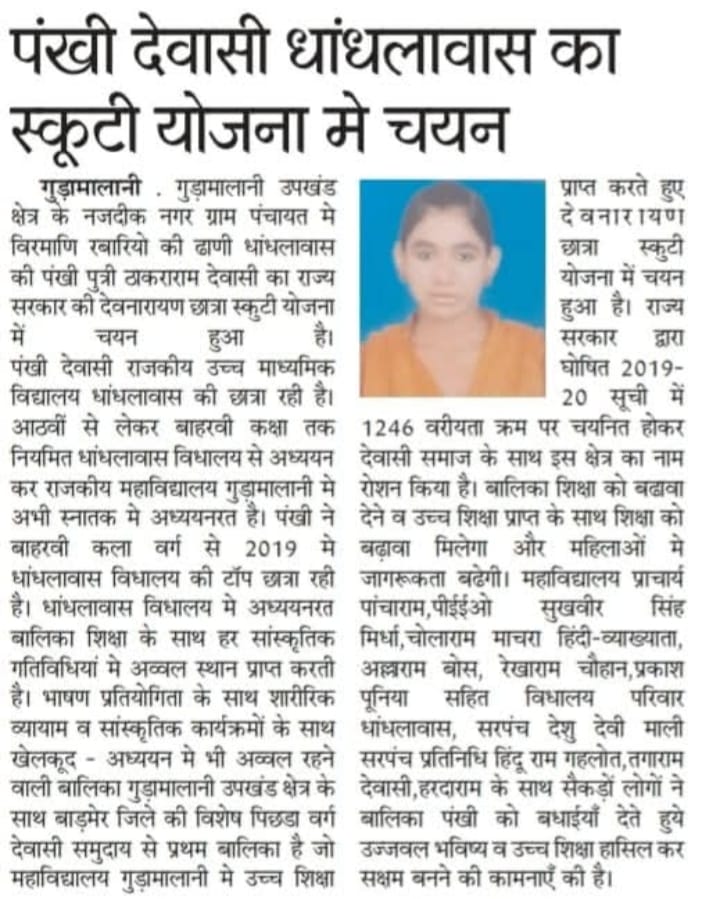 पंखी देवासी धांधलावास का
स्कूटी योजना मे चयन
गुड़ामालानी . गुड़ामालानी उपखंड
क्षेत्र के नजदीक नगर ग्राम पंचायत मे
विरमाणि रबारियो की ढाणी धांधलावास
की पंखी पुत्री ठाकराराम देवासी का राज्य
सरकार की देवनारायण छात्रा स्कुटी योजना
में चयन हुआ है।
पंखी देवासी राजकीय उच्च माध्यमिक
विद्यालय धांधलावास की छात्रा रही है।
आठवीं से लेकर बाहरवी कक्षा तक
नियमित धांधलावास विधालय से अध्ययन
कर राजकीय महाविद्यालय गुड़ामालानी मे
अभी स्नातक मे अध्ययनरत है। पंखी ने
बाहरवी कला वर्ग से 2019 मे
धांधलावास विधालय की टॉप छात्रा रही
है। धांधलावास विधालय मे अध्ययनरत
बालिका शिक्षा के साथ हर सांस्कृतिक
गतिविधियां मे अव्वल स्थान प्राप्त करती
है। भाषण प्रतियोगिता के साथ शारीरिक
व्यायाम व सांस्कृतिक कार्यक्रमों के साथ
खेलकूद - अध्ययन मे भी अव्वल रहने
वाली बालिका गुड़ामालानी उपखंड क्षेत्र के
साथ बाड़मेर जिले की विशेष पिछडा वर्ग
देवासी समुदाय से प्रथम बालिका है जो
महाविद्यालय गुड़ामालानी मे उच्च शिक्षा
प्राप्त करते हुए
देवनारायण
छात्रा स्कुटी
योजना में चयन
हुआ है। राज्य
सरकार द्वारा
घोषित 2019-
20 सूची में
1246 वरीयता क्रम पर चयनित होकर
देवासी समाज के साथ इस क्षेत्र का नाम
रोशन किया है। बालिका शिक्षा को बढावा
देने व उच्च शिक्षा प्राप्त के साथ शिक्षा को
बढ़ावा मिलेगा और महिलाओं मे
जागरूकता बढेगी। महाविद्यालय प्राचार्य
पांचाराम,पीईईओ सुखवीर सिंह
मिर्धा,चोलाराम माचरा हिंदी-व्याख्याता,
अल्लाराम बोस, रेखाराम चौहान,प्रकाश
पूनिया सहित विधालय परिवार
धांधलावास, सरपंच देशु देवी माली
सरपंच प्रतिनिधि हिंदू राम गहलोत,तगाराम
देवासी,हरदाराम के साथ सैकड़ों लोगों ने
बालिका पंखी को बधाईयाँ देते हुये
उज्जवल भविष्य व उच्च शिक्षा हासिल कर
सक्षम बनने की कामनाएँ की है।